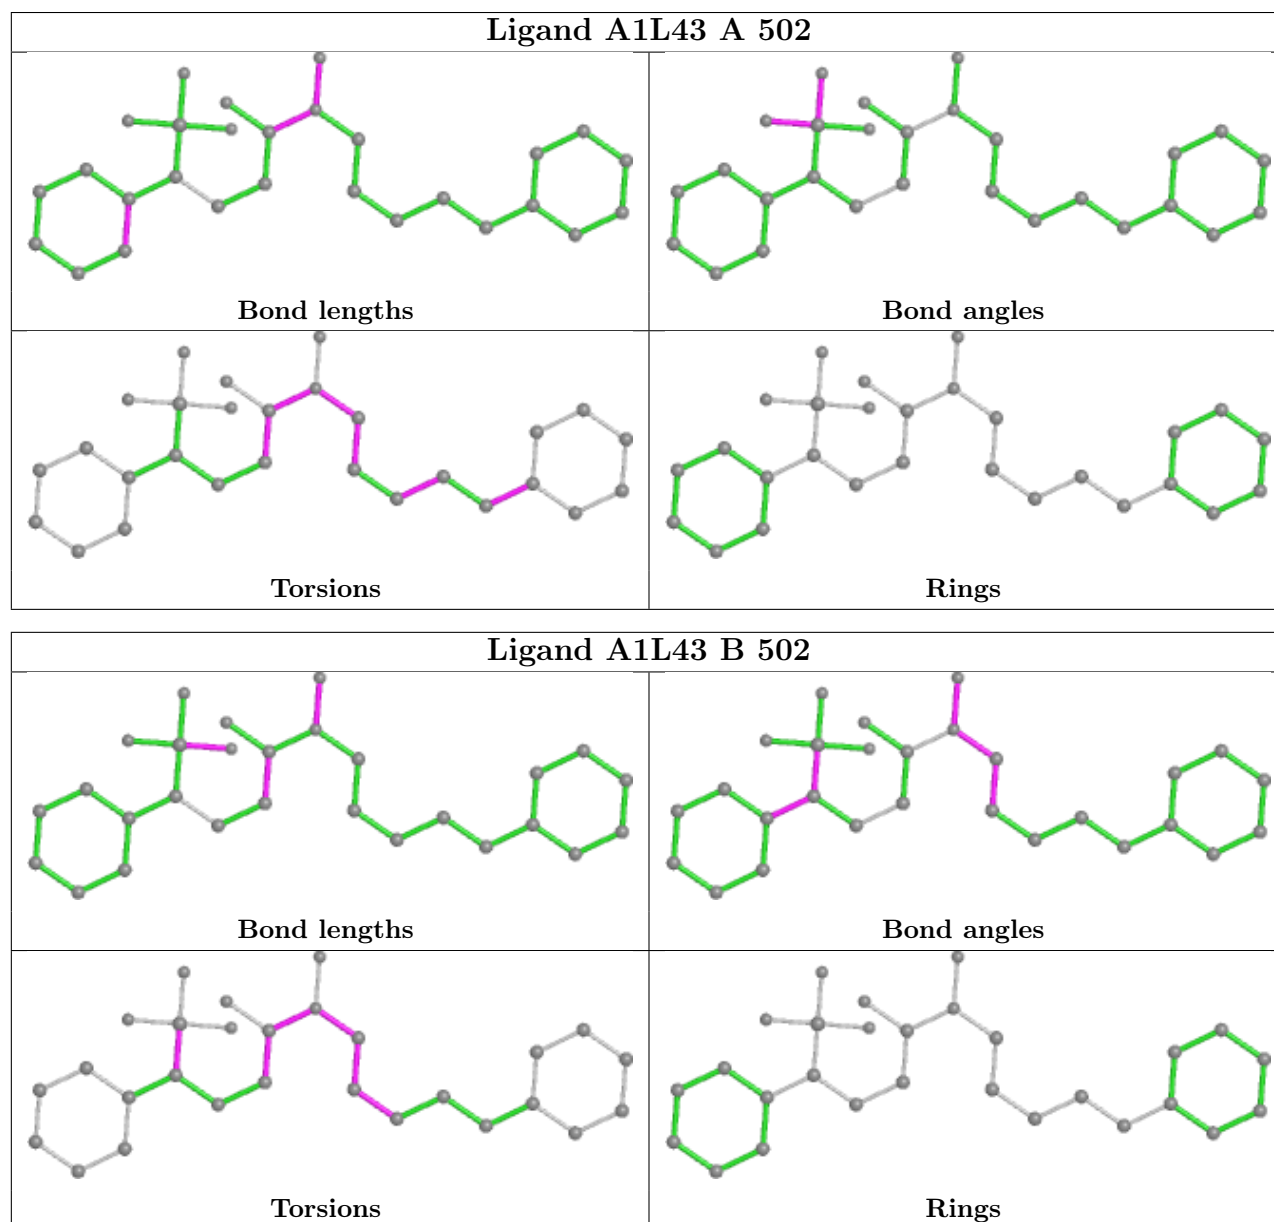 Ligand A1L43 A 502
Bond lengths
Bond angles
Torsions
Rings
Ligand A1L43 B 502
Bond lengths
Bond angles
Torsions
Rings